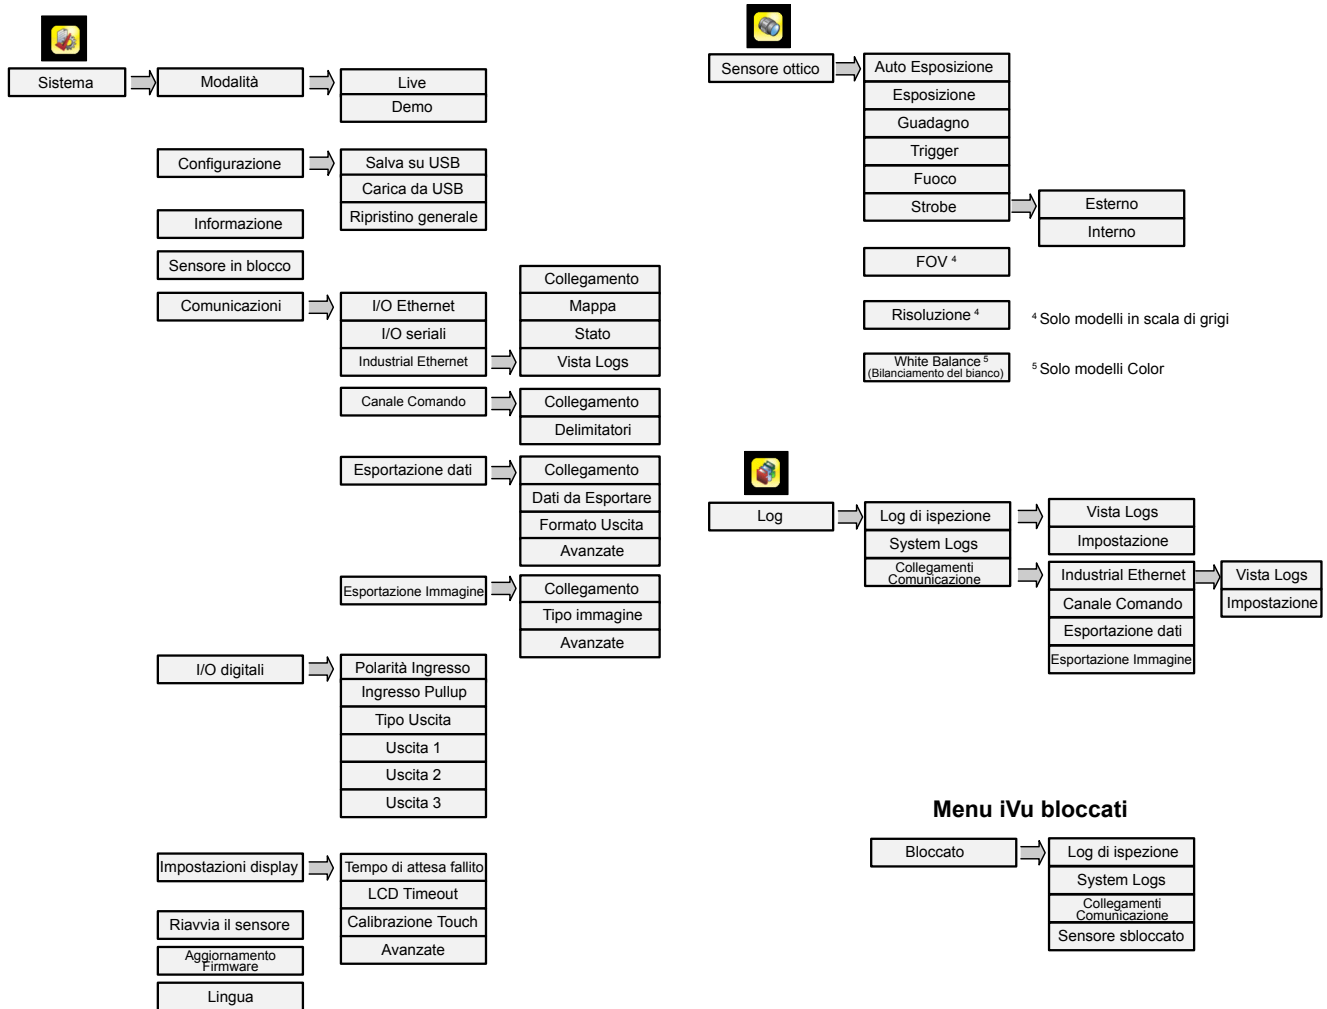 Sistema
Modalità
Live
Demo
Configurazione
Salva su USB
Carica da USB
Ripristino generale
Informazione
Sensore in blocco
Comunicazioni
I/O Ethernet
I/O seriali
Industrial Ethernet
Collegamento
Mappa
Stato
Vista Logs
Canale Comando
Collegamento
Delimitatori
Esportazione dati
Collegamento
Dati da Esportare
Formato Uscita
Avanzate
Esportazione Immagine
Collegamento
Tipo immagine
Avanzate
I/O digitali
Polarità Ingresso
Ingresso Pullup
Tipo Uscita
Uscita 1
Uscita 2
Uscita 3
Impostazioni display
Tempo di attesa fallito
LCD Timeout
Calibrazione Touch
Avanzate
Riavvia il sensore
Aggiornamento
Firmware
Lingua
Sensore ottico
Auto Esposizione
Esposizione
Guadagno
Trigger
Fuoco
Strobe
Esterno
Interno
FOV 4
Risoluzione 4
4 Solo modelli in scala di grigi
White Balance 5
(Bilanciamento del bianco)
5 Solo modelli Color
Log
Log di ispezione
Vista Logs
Impostazione
System Logs
Collegamenti
Comunicazione
Industrial Ethernet
Vista Logs
Impostazione
Canale Comando
Esportazione dati
Esportazione Immagine
Menu iVu bloccati
Bloccato
Log di ispezione
System Logs
Collegamenti
Comunicazione
Sensore sbloccato